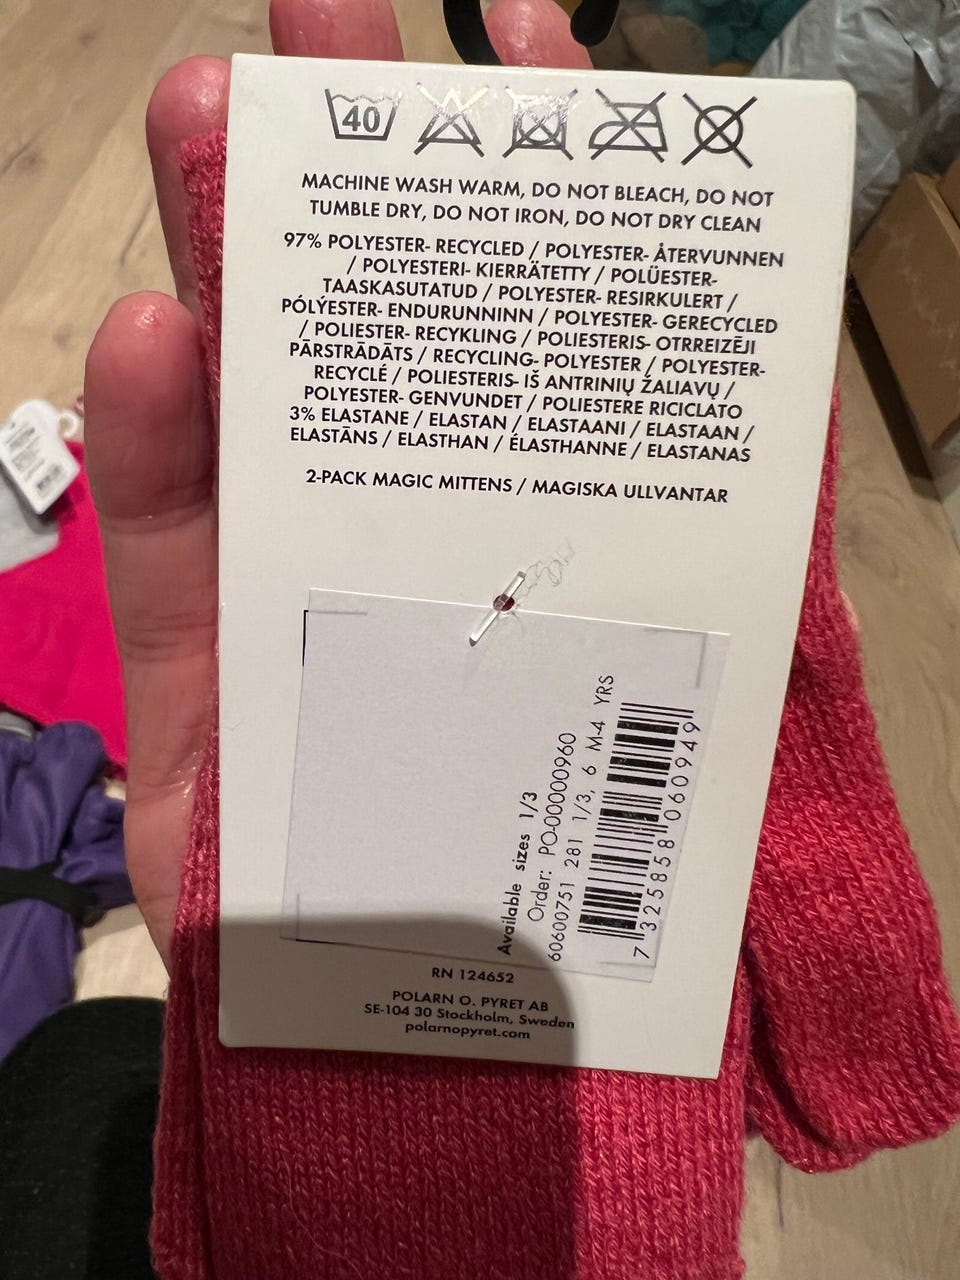 40
MACHINE WASH WARM, DO NOT BLEACH, DO NOT
TUMBLE DRY, DO NOT IRON, DO NOT DRY CLEAN
97% POLYESTER- RECYCLED / POLYESTER- ÅTERVUNNEN
/ POLYESTERI- KIERRÄTETTY / POLÜESTER-
TAASKASUTATUD / POLYESTER- RESIRKULERT /
PÓLÝESTER- ENDURUNNINN / POLYESTER- GERECYCLED
/ POLIESTER- RECYKLING / POLIESTERIS- OTRREIZĒJI
PĀRSTRĀDĀTS / RECYCLING- POLYESTER / POLYESTER-
RECYCLÉ / POLIESTERIS- IŠ ANTRINIŲ ŽALIAVŲ /
POLYESTER- GENVUNDET / POLIESTERE RICICLATO
3% ELASTANE / ELASTAN / ELASTAANI / ELASTAAN /
ELASTĀNS / ELASTHAN / ÉLASTHANNE / ELASTANAS
2-PACK MAGIC MITTENS / MAGISKA ULLVANTAR
Available sizes 1/3
Order: PO-00000960
60600751 281 1/3, 6 M-4 YRS
7 325858 060949
RN 124652
POLARN O. PYRET AB
SE-104 30 Stockholm, Sweden
polarnopyret.com